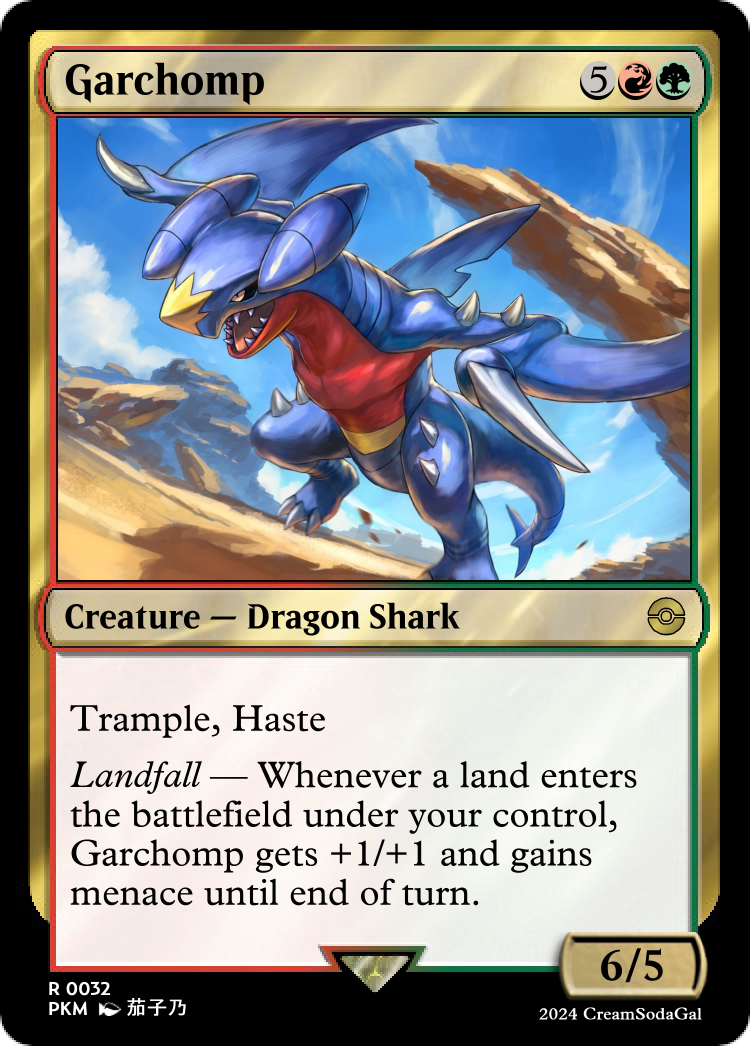 Garchomp 5
Creature — Dragon Shark
Trample, Haste
Landfall — Whenever a land enters
the battlefield under your control,
Garchomp gets +1/+1 and gains
menace until end of turn.
6/5
R 0032
PKM 茄子乃
2024 CreamSodaGal